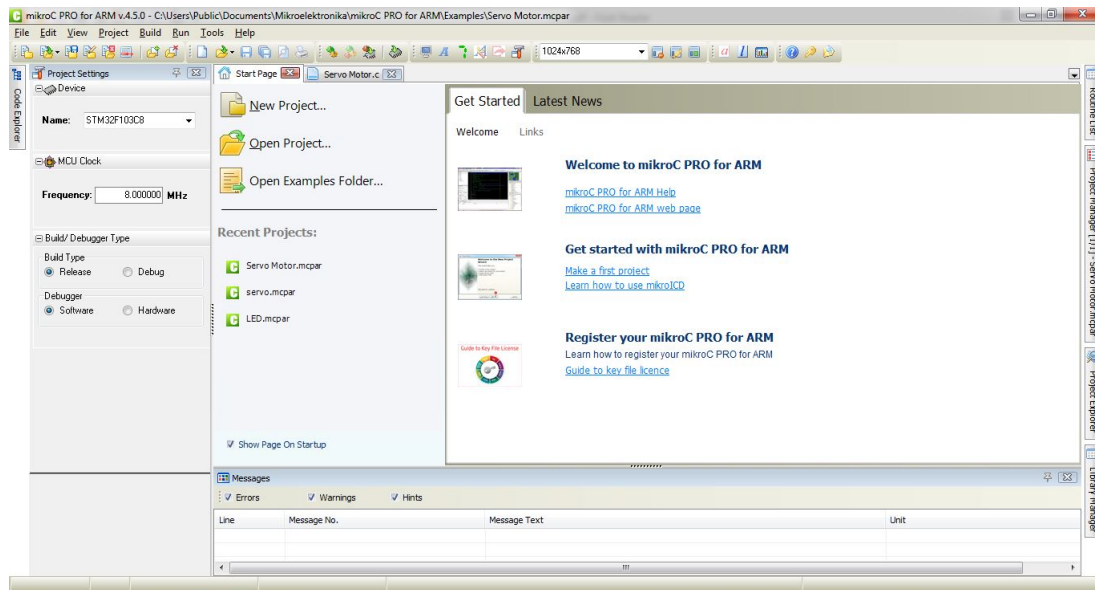 mikroC PRO for ARM v.4.5.0 - C:\Users\Public\Documents\Mikroelektronika\mikroC PRO for ARM\Examples\Servo Motor.mcpar
File Edit View Project Build Run Tools Help
1024x768
Code Explorer
Project Settings
Device
Name: STM32F103C8
MCU Clock
Frequency: 8.000000 MHz
Build/ Debugger Type
Build Type
Release Debug
Debugger
Software Hardware
Start Page Servo Motor.c
New Project...
Open Project...
Open Examples Folder...
Recent Projects:
Servo Motor.mcpar
servo.mcpar
LED.mcpar
Show Page On Startup
Get Started Latest News
Welcome Links
Welcome to mikroC PRO for ARM
mikroC PRO for ARM Help
mikroC PRO for ARM web page
Get started with mikroC PRO for ARM
Make a first project
Learn how to use mikroICD
Guide to Key File License
Register your mikroC PRO for ARM
Learn how to register your mikroC PRO for ARM
Guide to key file licence
Messages
Errors Warnings Hints
Line Message No. Message Text Unit
Routine List
Project Manager [1/1] - Servo Motor.mcpar
Project Explorer
Library Manager